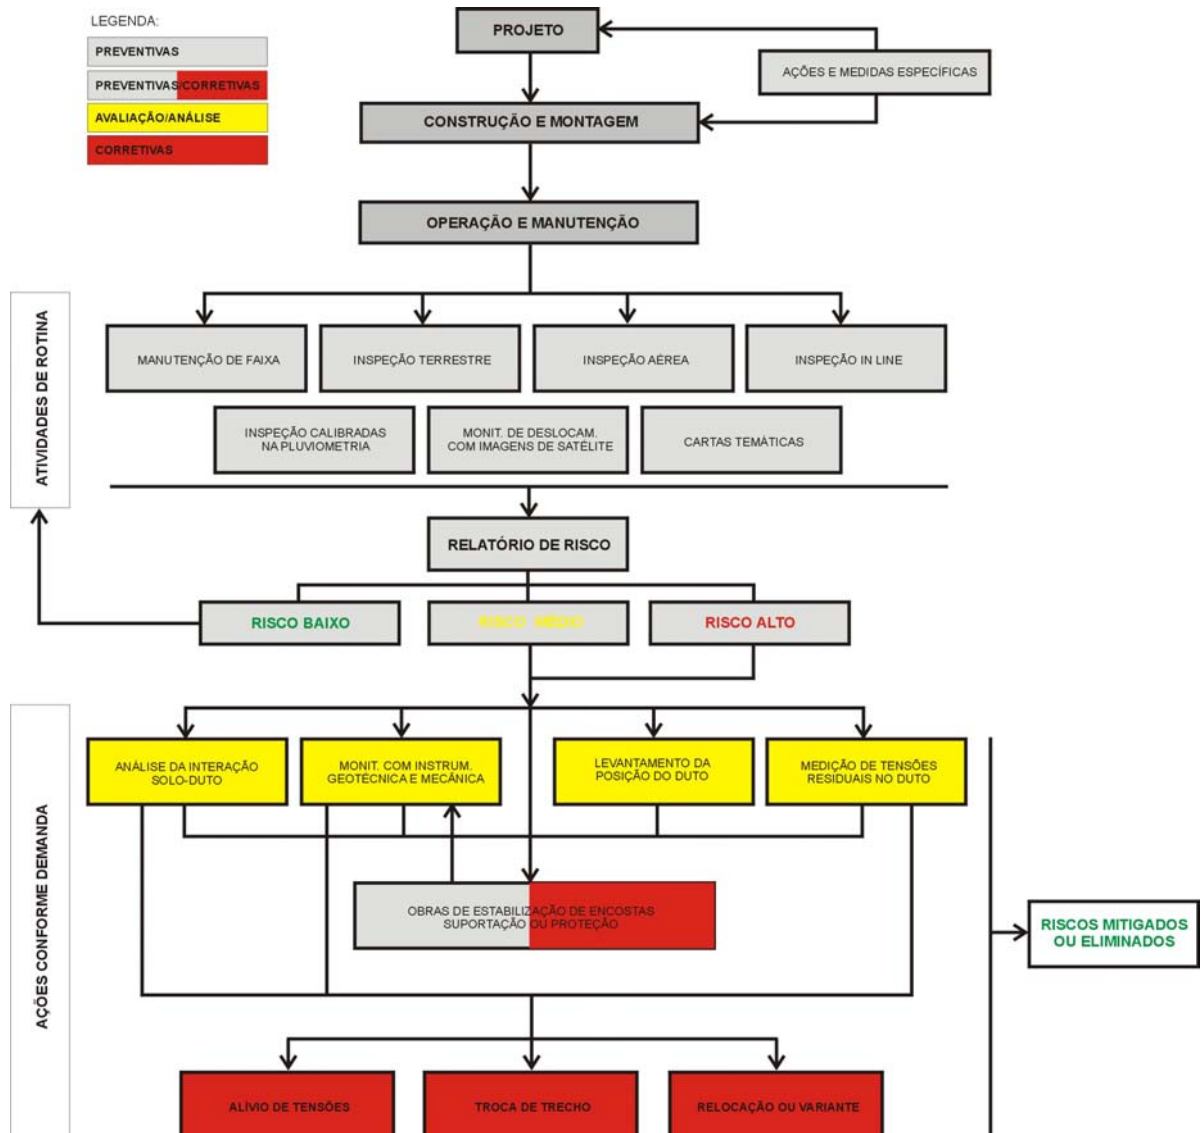 LEGENDA:
PREVENTIVAS
PREVENTIVAS/CORRETIVAS
AVALIAÇÃO/ANÁLISE
CORRETIVAS
PROJETO
AÇÕES E MEDIDAS ESPECÍFICAS
CONSTRUÇÃO E MONTAGEM
OPERAÇÃO E MANUTENÇÃO
ATIVIDADES DE ROTINA
MANUTENÇÃO DE FAIXA
INSPEÇÃO TERRESTRE
INSPEÇÃO AÉREA
INSPEÇÃO IN LINE
INSPEÇÃO CALIBRADAS
NA PLUVIOMETRIA
MONIT. DE DESLOCAM.
COM IMAGENS DE SATÉLITE
CARTAS TEMÁTICAS
RELATÓRIO DE RISCO
RISCO BAIXO
RISCO MÉDIO
RISCO ALTO
AÇÕES CONFORME DEMANDA
ANÁLISE DA INTERAÇÃO
SOLO-DUTO
MONIT. COM INSTRUM.
GEOTÉCNICA E MECÂNICA
LEVANTAMENTO DA
POSIÇÃO DO DUTO
MEDIÇÃO DE TENSÕES
RESIDUAIS NO DUTO
OBRAS DE ESTABILIZAÇÃO DE ENCOSTAS
SUPORTAÇÃO OU PROTEÇÃO
RISCOS MITIGADOS
OU ELIMINADOS
ALÍVIO DE TENSÕES
TROCA DE TRECHO
RELOCAÇÃO OU VARIANTE